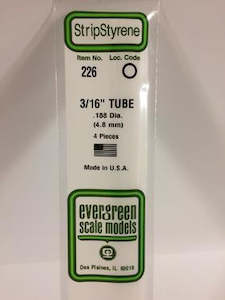 StripStyrene
Item No. Loc. Code
226
3/16" TUBE
.188 Dia.
(4.8 mm)
4 Pieces
Made in U.S.A.
evergreen
scale models
Des Plaines, IL 60018